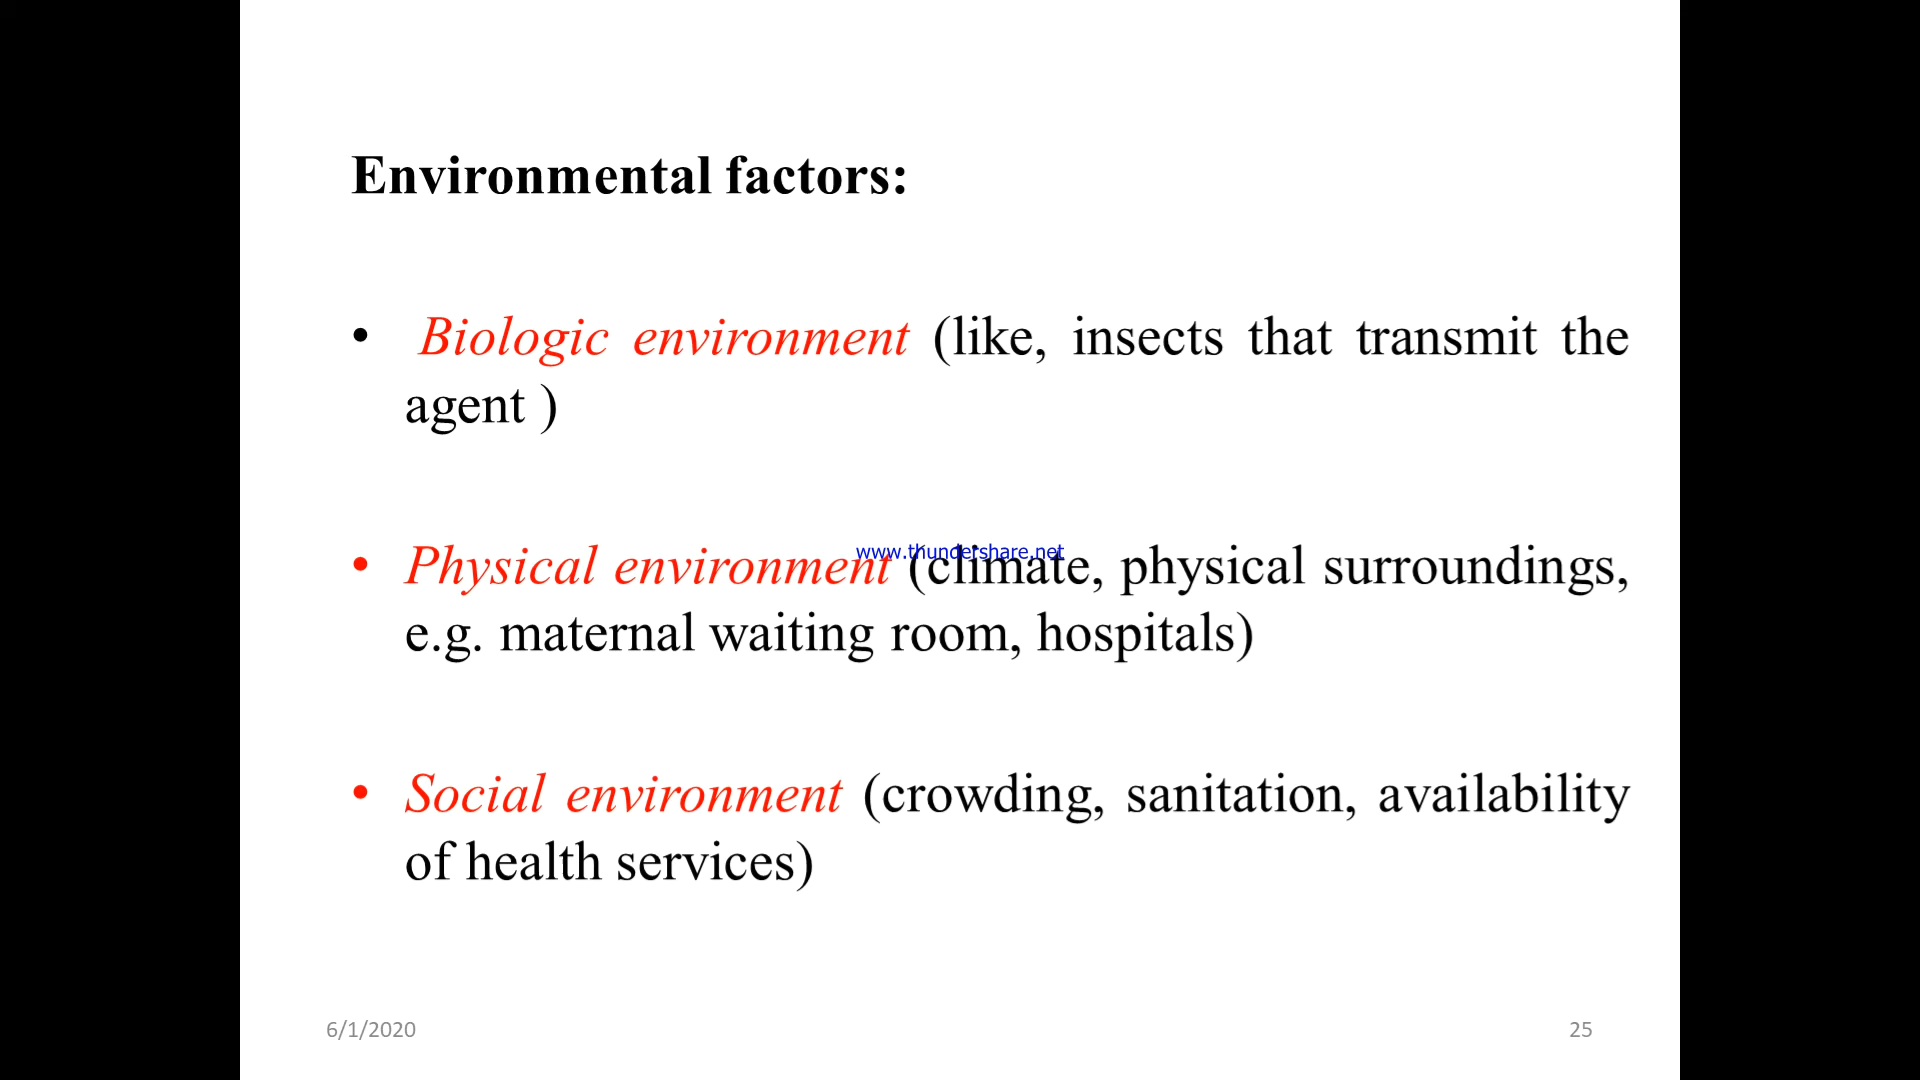 Environmental factors:
• Biologic environment (like, insects that transmit the
agent )
• Physical environment (climate, physical surroundings,
www.thundershare.net
e.g. maternal waiting room, hospitals)
• Social environment (crowding, sanitation, availability
of health services)
6/1/2020
25